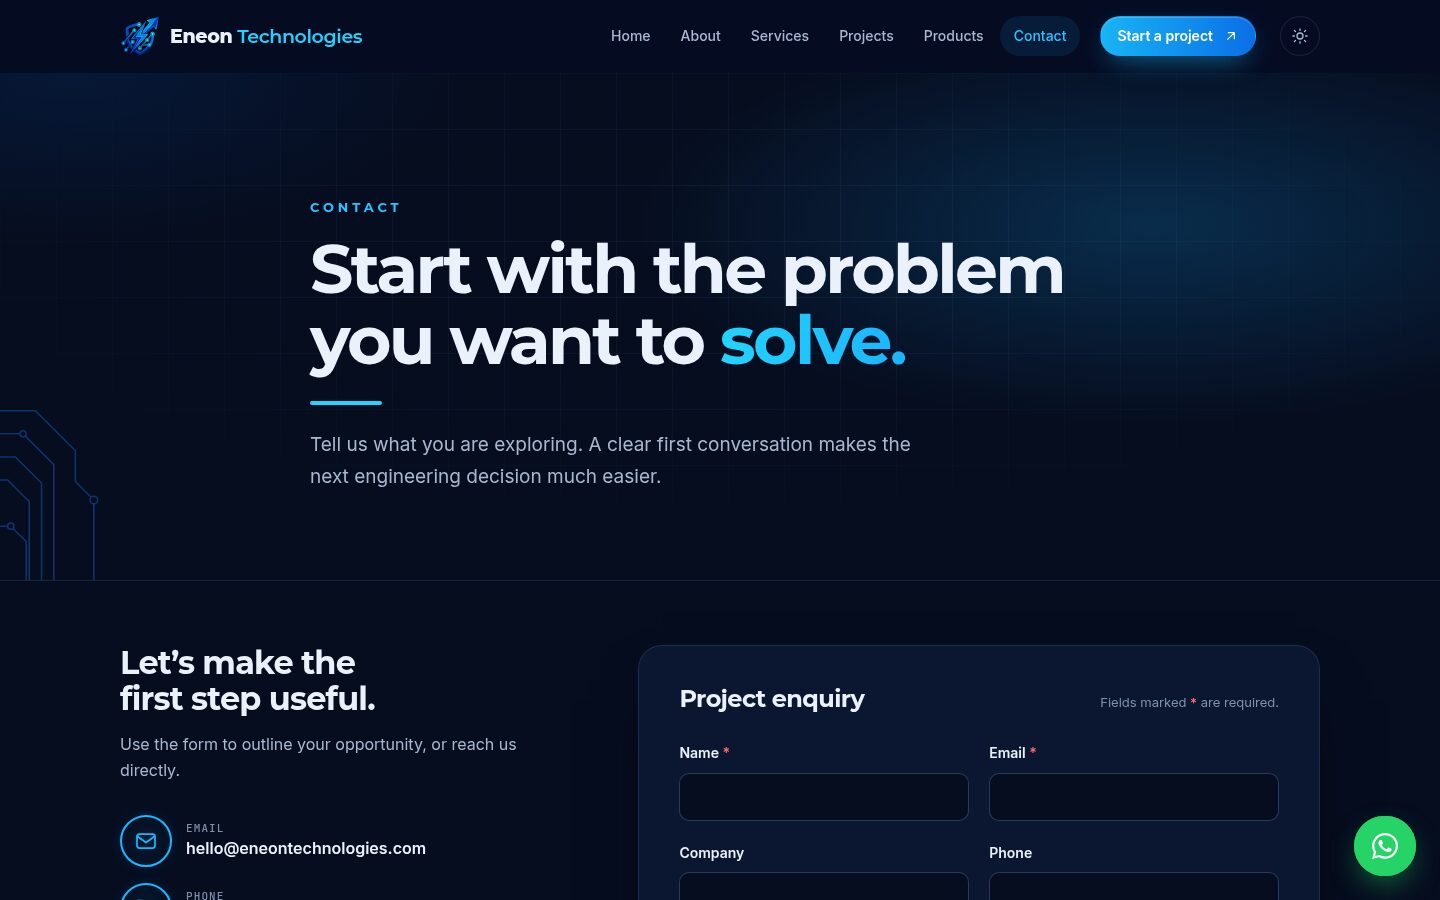 Eneon Technologies
Home
About
Services
Projects
Products
Contact
Start a project
CONTACT
Start with the problem
you want to solve.
Tell us what you are exploring. A clear first conversation makes the
next engineering decision much easier.
Let’s make the
first step useful.
Use the form to outline your opportunity, or reach us
directly.
EMAIL
hello@eneontechnologies.com
PHONE
Project enquiry
Fields marked * are required.
Name *
Email *
Company
Phone